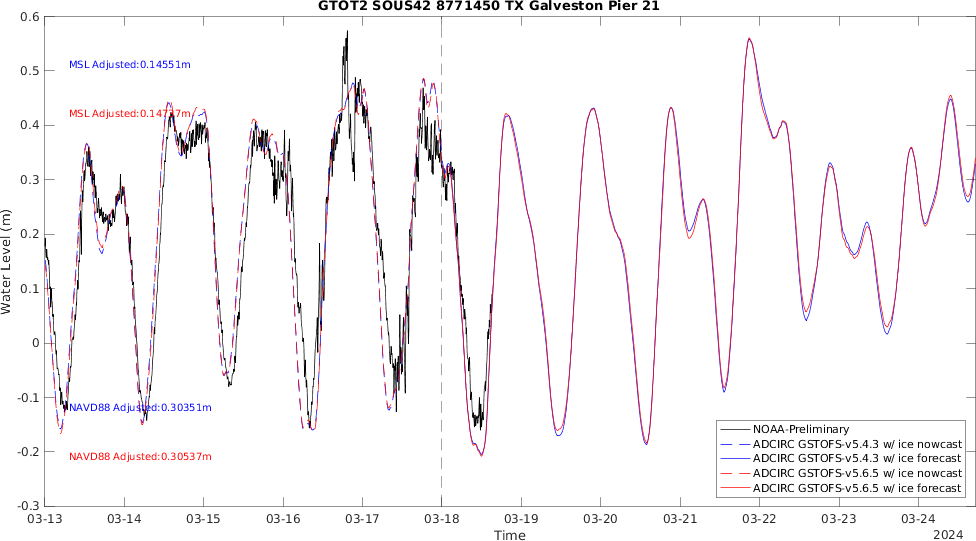 GTOT2 SOUS42 8771450 TX Galveston Pier 21
0.6
0.5
0.4
0.3
0.2
0.1
0
-0.1
-0.2
-0.3
Water Level (m)
MSL Adjusted:0.14551m
MSL Adjusted:0.14737m
NAVD88 Adjusted:0.30351m
NAVD88 Adjusted:0.30537m
NOAA-Preliminary
ADCIRC GSTOFS-v5.4.3 w/ ice nowcast
ADCIRC GSTOFS-v5.4.3 w/ ice forecast
ADCIRC GSTOFS-v5.6.5 w/ ice nowcast
ADCIRC GSTOFS-v5.6.5 w/ ice forecast
03-13 03-14 03-15 03-16 03-17 03-18 03-19 03-20 03-21 03-22 03-23 03-24
Time
2024